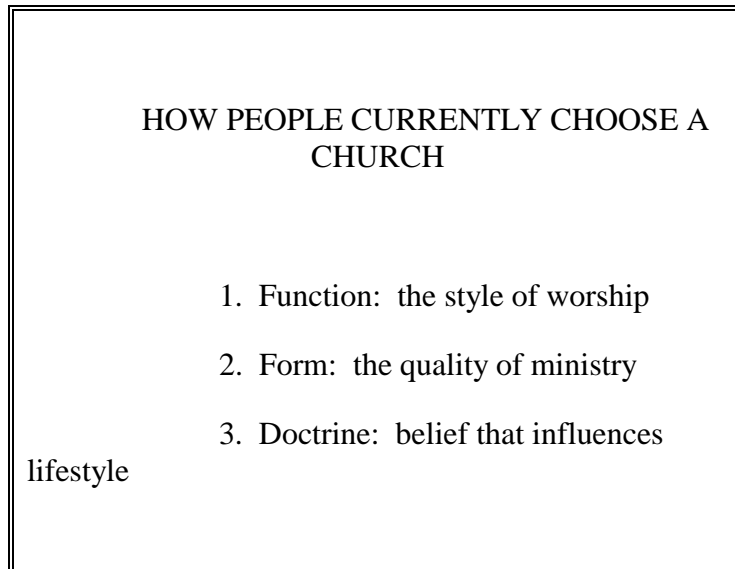 HOW PEOPLE CURRENTLY CHOOSE A
CHURCH
1. Function: the style of worship
2. Form: the quality of ministry
3. Doctrine: belief that influences
lifestyle